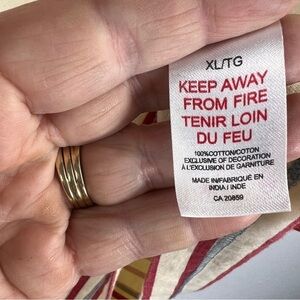 XL/TG
KEEP AWAY
FROM FIRE
TENIR LOIN
DU FEU
100%COTTON/COTON
EXCLUSIVE OF DECORATION
À L'EXCLUSION DE GARNITURE
MADE IN/FABRIQUÉ EN
INDIA / INDE
CA 20859